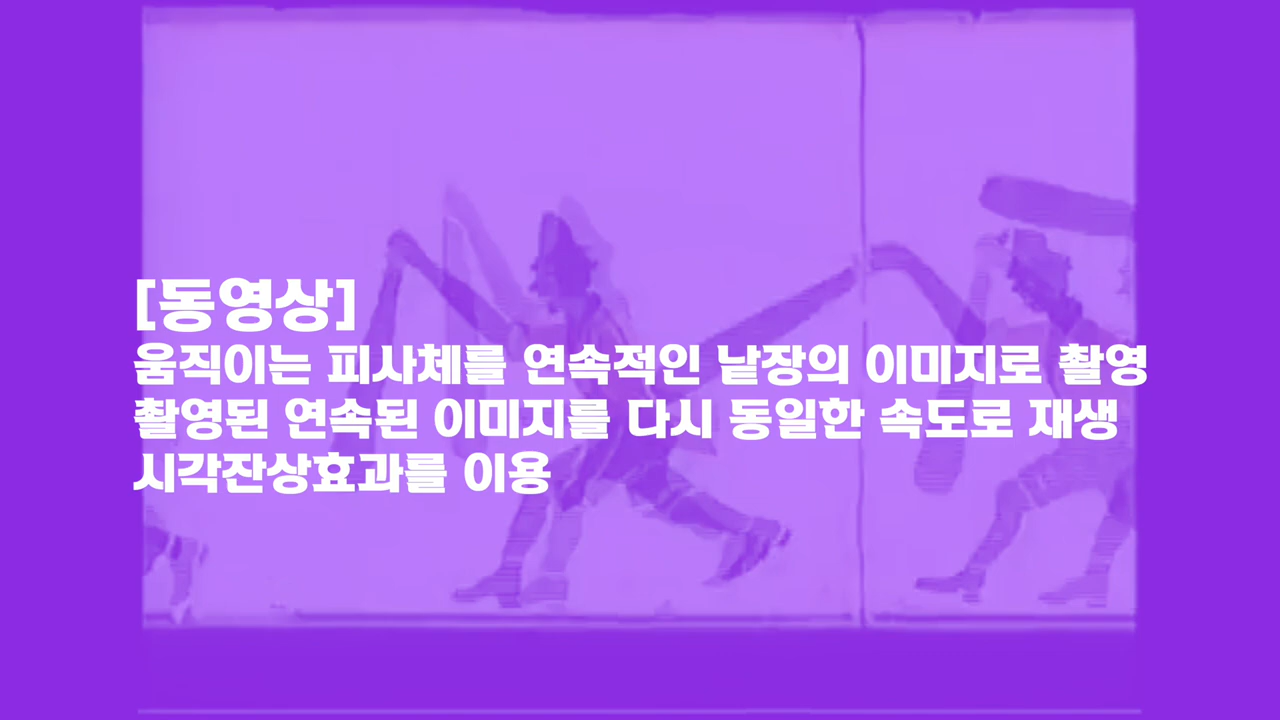 [동영상]
움직이는 피사체를 연속적인 낱장의 이미지로 촬영
촬영된 연속된 이미지를 다시 동일한 속도로 재생
시각잔상효과를 이용